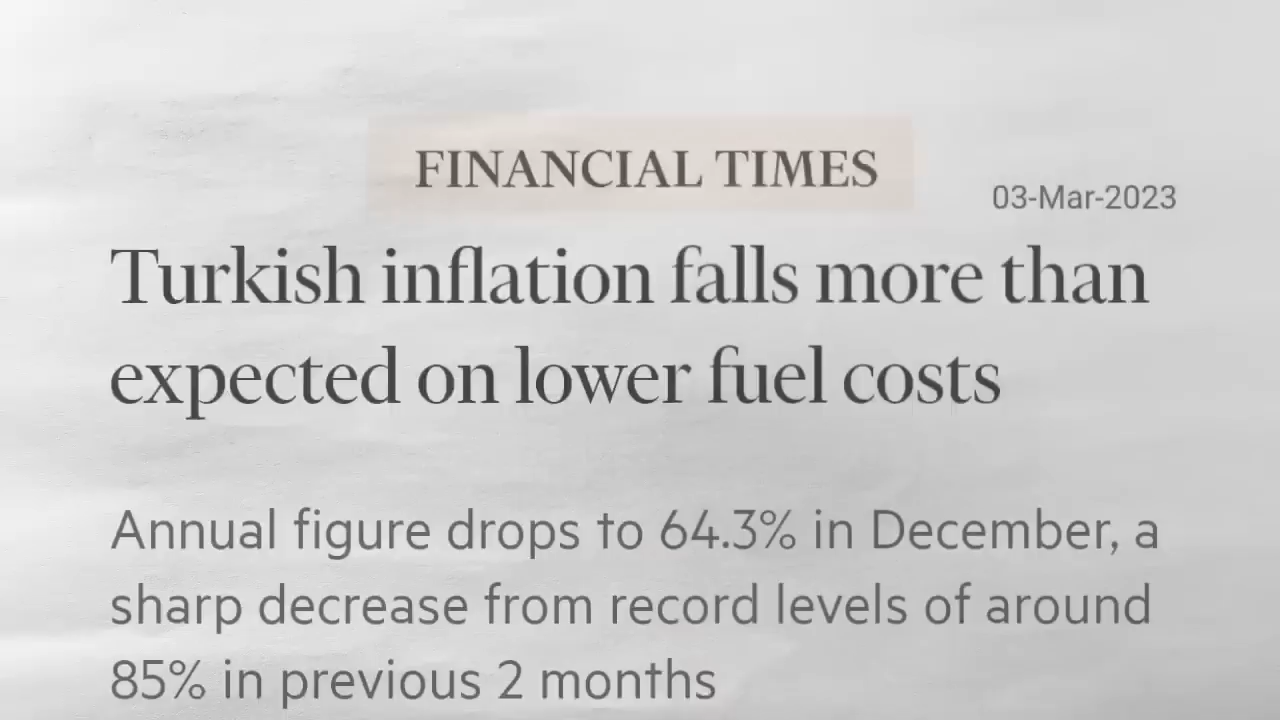 FINANCIAL TIMES
03-Mar-2023
Turkish inflation falls more than
expected on lower fuel costs
Annual figure drops to 64.3% in December, a
sharp decrease from record levels of around
85% in previous 2 months